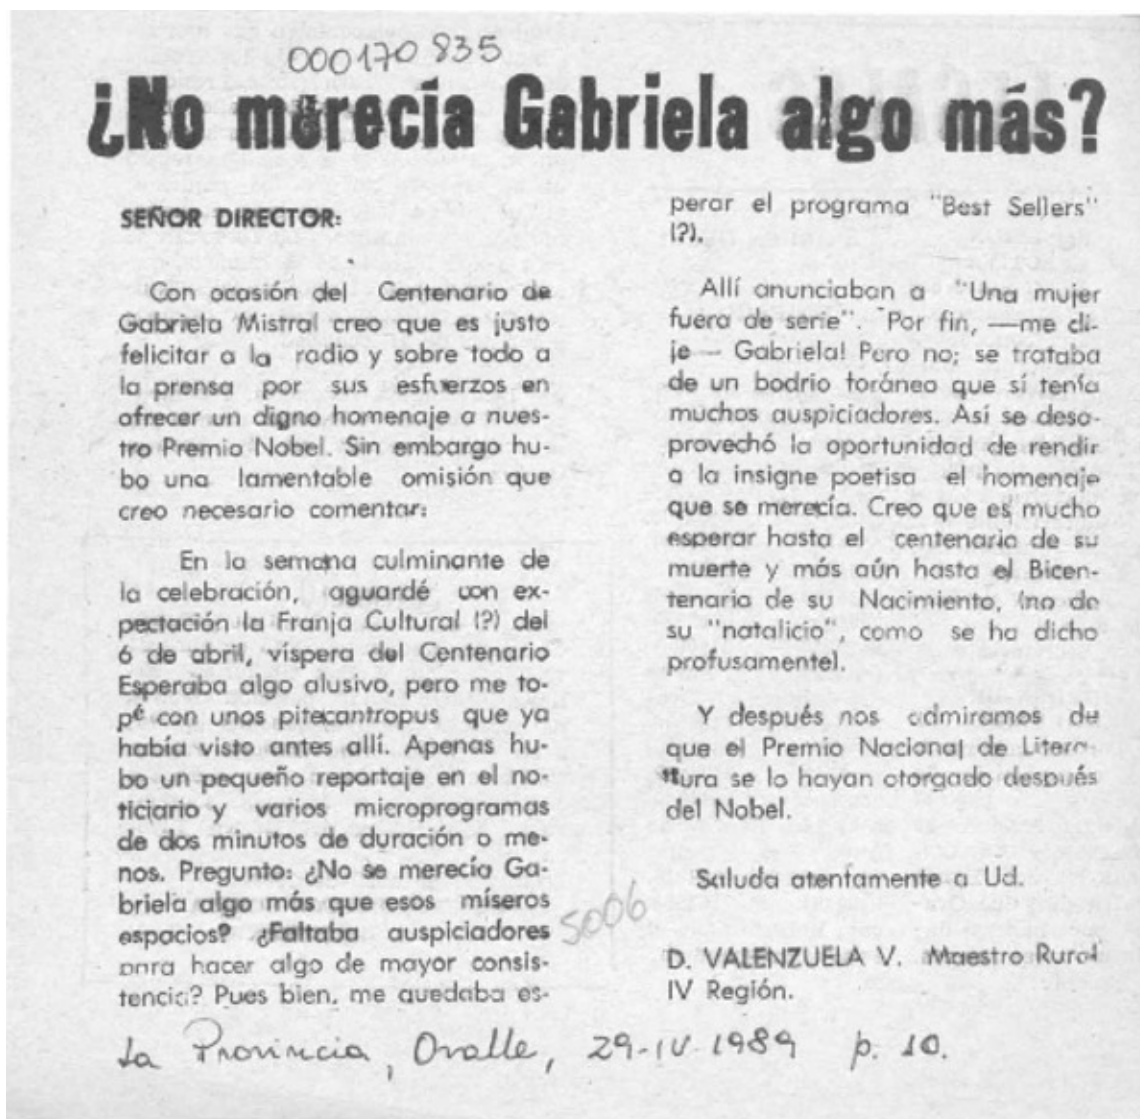 000170835
¿No merecía Gabriela algo más?
SEÑOR DIRECTOR:
Con ocasión del Centenario de
Gabriela Mistral creo que es justo
felicitar a la radio y sobre todo a
la prensa por sus esfuerzos en
ofrecer un digno homenaje a nues-
tro Premio Nobel. Sin embargo hu-
bo una lamentable omisión que
creo necesario comentar:
En la semana culminante de
la celebración, aguardé con ex-
pectación la Franja Cultural (?) del
6 de abril, víspera del Centenario
Esperaba algo alusivo, pero me to-
pé con unos pitecantropus que ya
había visto antes allí. Apenas hu-
bo un pequeño reportaje en el no-
ticiario y varios microprogramas
de dos minutos de duración o me-
nos. Pregunto: ¿No se merecía Ga-
briela algo más que esos míseros
espacios? ¿Faltaba auspiciadores
para hacer algo de mayor consis-
tencia? Pues bien, me quedaba es-
perar el programa "Best Sellers"
(?).
Allí anunciaban a "Una mujer
fuera de serie". Por fin, —me di-
je— Gabriela! Pero no; se trataba
de un bodrio foráneo que sí tenía
muchos auspiciadores. Así se desa-
provechó la oportunidad de rendir
a la insigne poetisa el homenaje
que se merecía. Creo que es mucho
esperar hasta el centenario de su
muerte y más aún hasta el Bicen-
tenario de su Nacimiento, (no de
su "natalicio", como se ha dicho
profusamente).
Y después nos admiramos de
que el Premio Nacional de Litera-
tura se lo hayan otorgado después
del Nobel.
Saluda atentamente a Ud.
D. VALENZUELA V. Maestro Rural
IV Región.
5006
La Provincia, Ovalle, 29-IV-1989 p. 10.